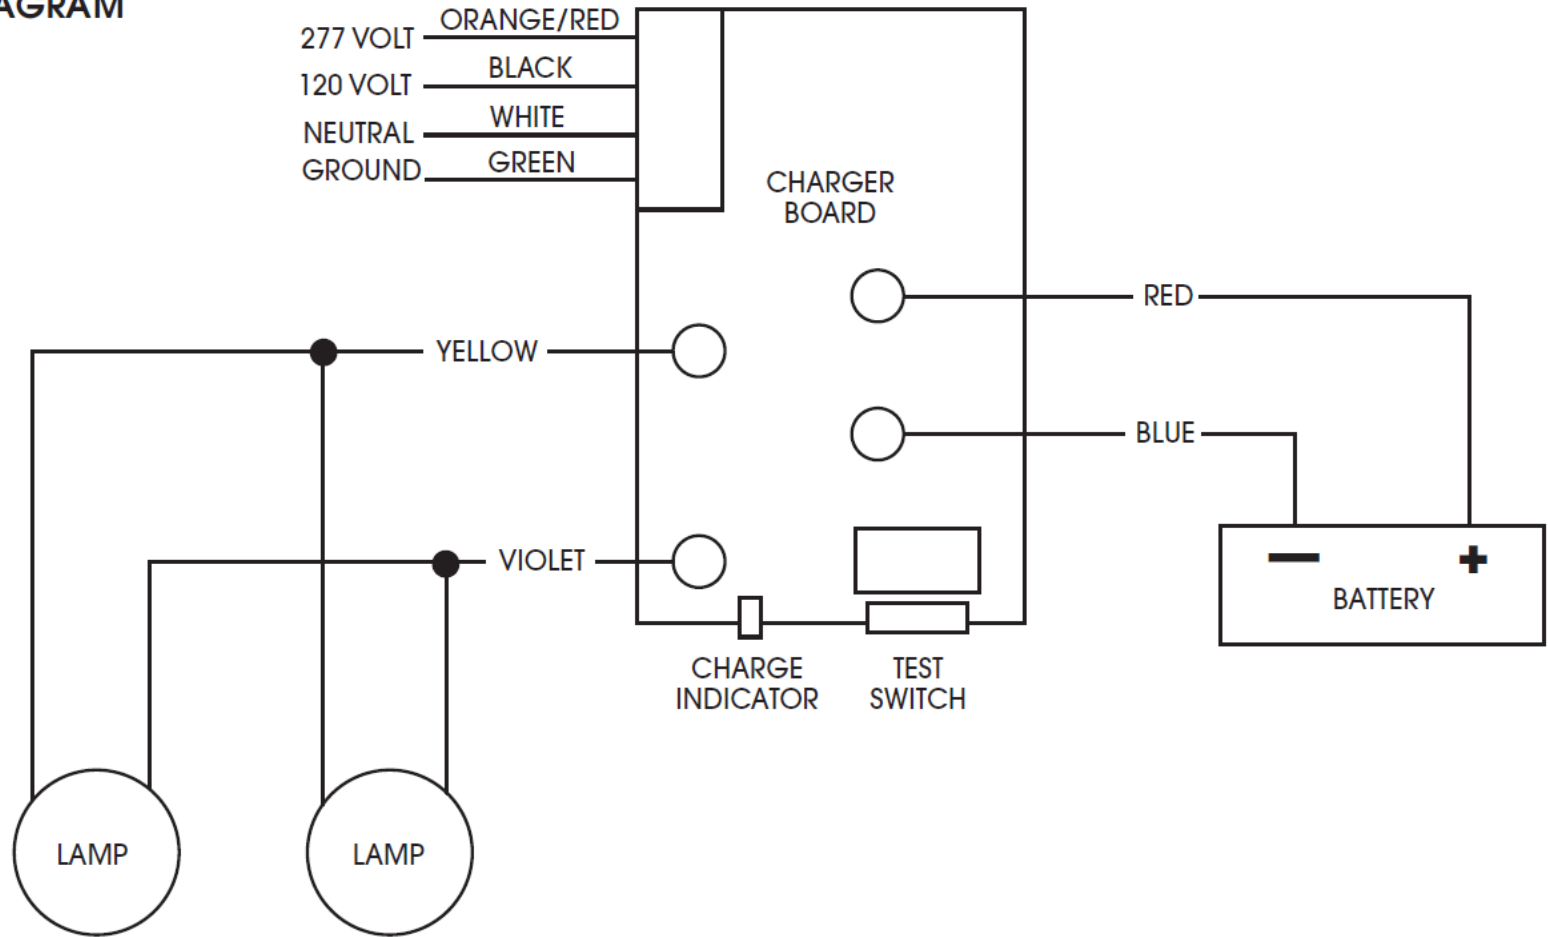 AGRAM
277 VOLT ORANGE/RED
120 VOLT BLACK
NEUTRAL WHITE
GROUND GREEN
CHARGER
BOARD
RED
YELLOW
BLUE
VIOLET
— +
BATTERY
CHARGE
INDICATOR
TEST
SWITCH
LAMP
LAMP